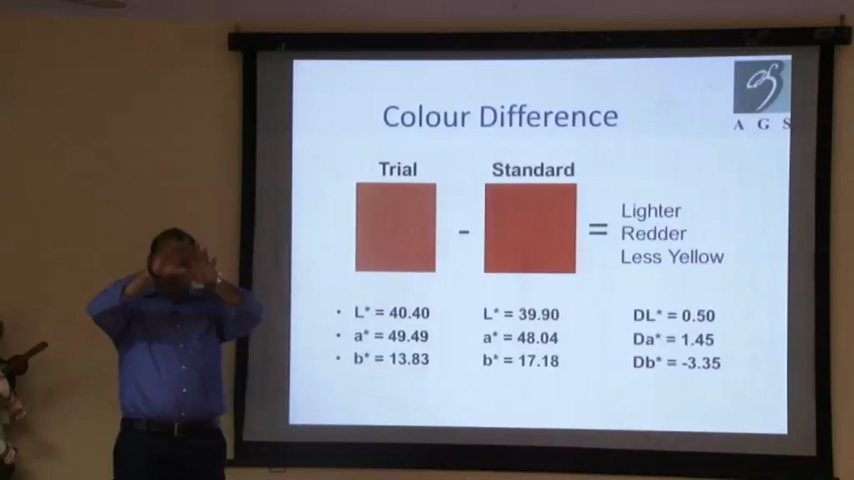 A G S
Colour Difference
Trial
Standard
-
=
Lighter
Redder
Less Yellow
• L* = 40.40
• a* = 49.49
• b* = 13.83
L* = 39.90
a* = 48.04
b* = 17.18
DL* = 0.50
Da* = 1.45
Db* = -3.35